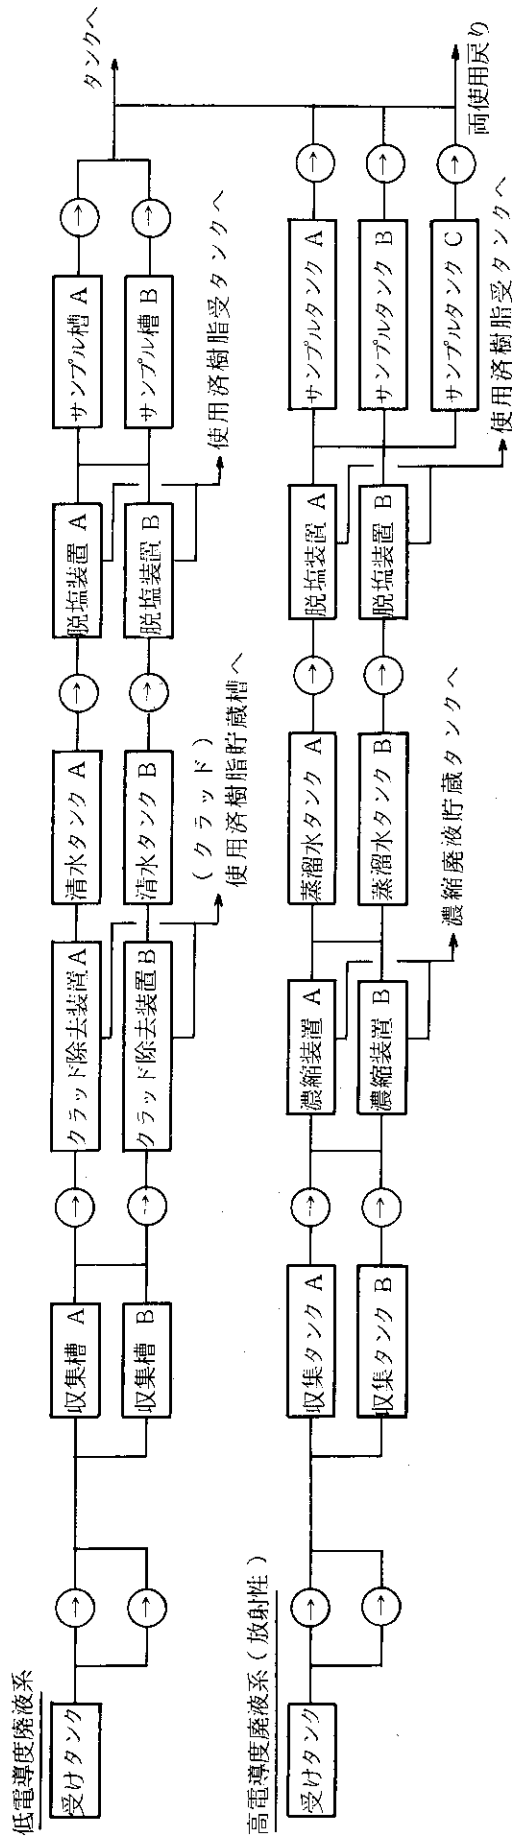 低電導度廃液系
受けタンク
収集槽 A
収集槽 B
クラッド除去装置 A
クラッド除去装置 B
(クラッド)
使用済樹脂貯蔵槽へ
清水タンク A
清水タンク B
脱塩装置 A
脱塩装置 B
使用済樹脂受タンクへ
サンプル槽 A
サンプル槽 B
タンクへ
高電導度廃液系(放射性)
受けタンク
収集タンク A
収集タンク B
濃縮装置 A
濃縮装置 B
濃縮廃液貯蔵タンクへ
蒸溜水タンク A
蒸溜水タンク B
脱塩装置 A
脱塩装置 B
使用済樹脂受タンクへ
サンプルタンク A
サンプルタンク B
サンプルタンク C
両使用戻り